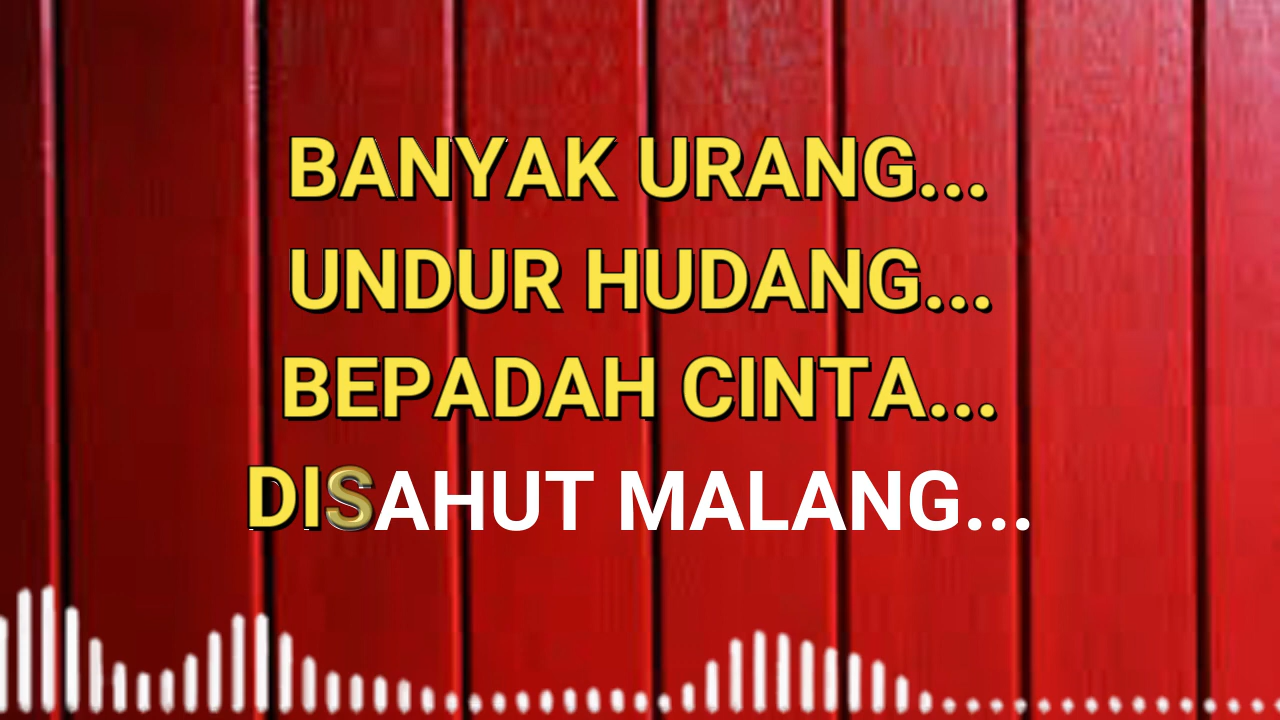 BANYAK URANG...
UNDUR HUDANG...
BEPADAH CINTA...
DISAHUT MALANG...